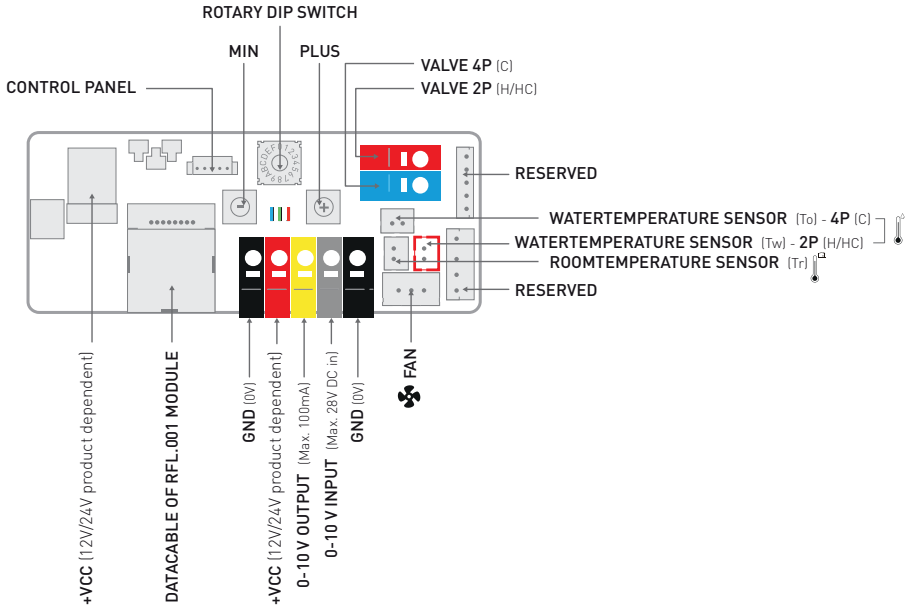 ROTARY DIP SWITCH
MIN
PLUS
VALVE 4P (C)
VALVE 2P (H/HC)
CONTROL PANEL
0123456789ABCDEF
RESERVED
-
+
WATERTEMPERATURE SENSOR (To) - 4P (C)
WATERTEMPERATURE SENSOR (Tw) - 2P (H/HC)
ROOMTEMPERATURE SENSOR (Tr)
RESERVED
+VCC (12V/24V product dependent)
DATACABLE OF RFL.001 MODULE
GND (0V)
+VCC (12V/24V product dependent)
0-10 V OUTPUT (Max. 100mA)
0-10 V INPUT (Max. 28V DC in)
GND (0V)
FAN